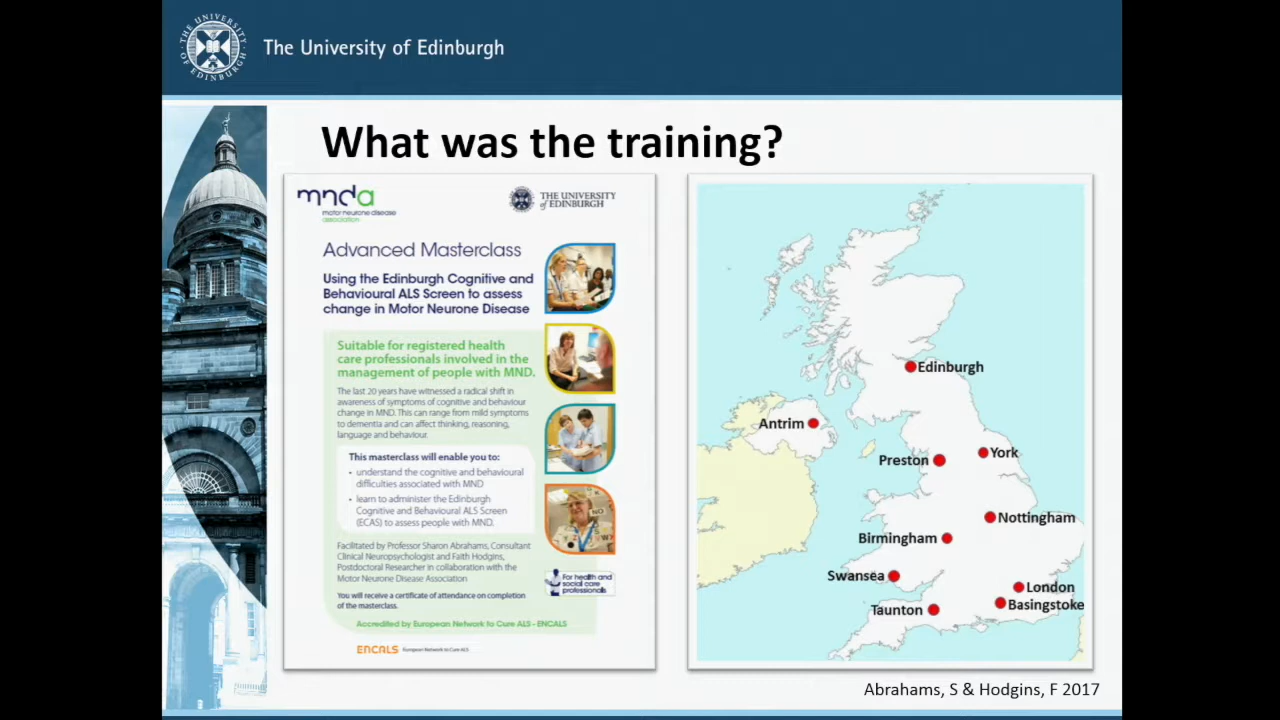 The University of Edinburgh
What was the training?
mnda
motor neurone disease
association
THE UNIVERSITY
of EDINBURGH
Advanced Masterclass
Using the Edinburgh Cognitive and
Behavioural ALS Screen to assess
change in Motor Neurone Disease
Suitable for registered health
care professionals involved in the
management of people with MND.
The last 20 years have witnessed a radical shift in
awareness of symptoms of cognitive and behaviour
change in MND. This can range from mild symptoms
to dementia and can affect thinking, reasoning,
language and behaviour.
This masterclass will enable you to:
• understand the cognitive and behavioural
difficulties associated with MND
• learn to administer the Edinburgh
Cognitive and Behavioural ALS Screen
(ECAS) to assess people with MND.
Facilitated by Professor Sharon Abrahams, Consultant
Clinical Neuropsychologist and Faith Hodgins,
Postdoctoral Researcher in collaboration with the
Motor Neurone Disease Association
You will receive a certificate of attendance on completion
of the masterclass.
For health and
social care
professionals
Accredited by European Network to Cure ALS - ENCALS
ENCALS European Network to Cure ALS
Edinburgh
Antrim
York
Preston
Nottingham
Birmingham
Swansea
London
Basingstoke
Taunton
Abrahams, S & Hodgins, F 2017